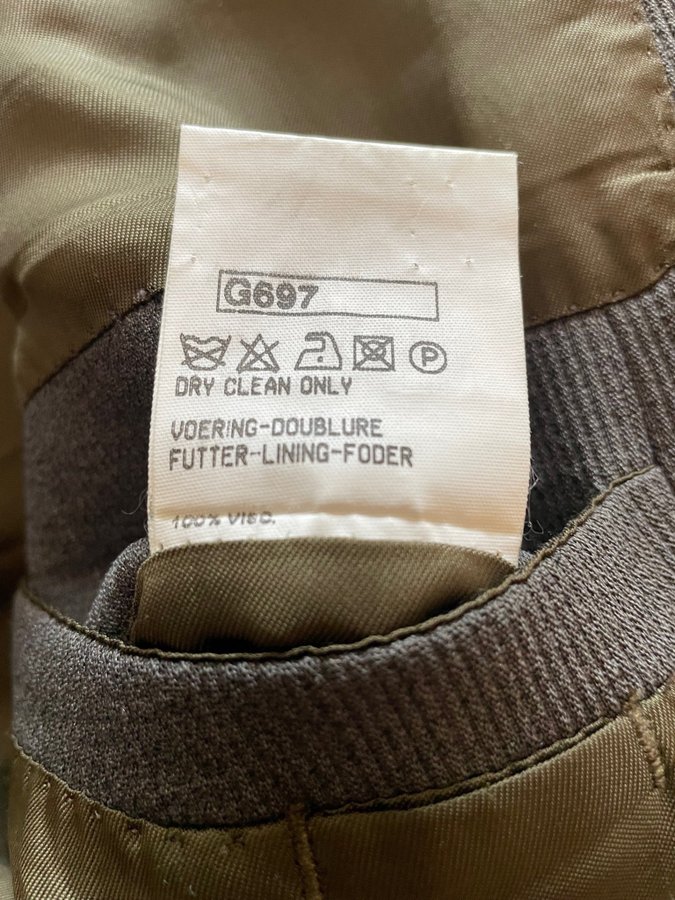 G697
P
DRY CLEAN ONLY
VOERING-DOUBLURE
FUTTER-LINING-FODER
100% VISC.